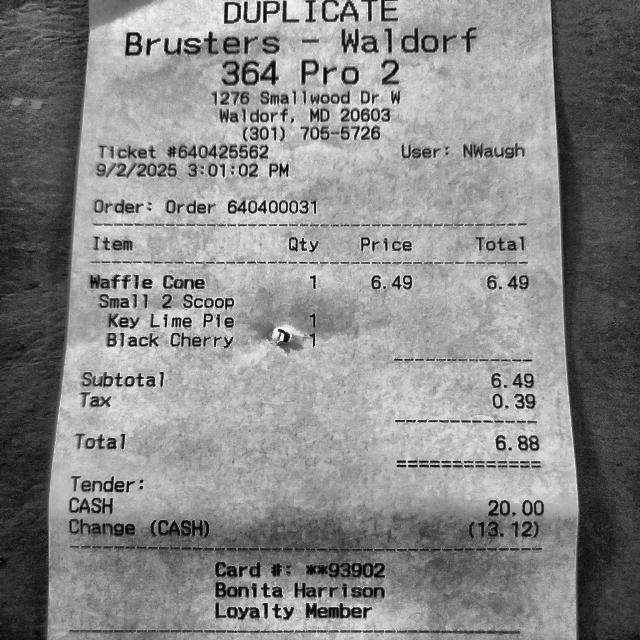 DUPLICATE
Brusters - Waldorf
364 Pro 2
1276 Smallwood Dr W
Waldorf, MD 20603
(301) 705-5726
Ticket #640425562 User: NWaugh
9/2/2025 3:01:02 PM
Order: Order 640400031
Item Qty Price Total
Waffle Cone 1 6.49 6.49
Small 2 Scoop
Key Lime Pie 1
Black Cherry 1
Subtotal 6.49
Tax 0.39
Total 6.88
Tender:
CASH 20.00
Change (CASH) (13.12)
Card #: **93902
Bonita Harrison
Loyalty Member